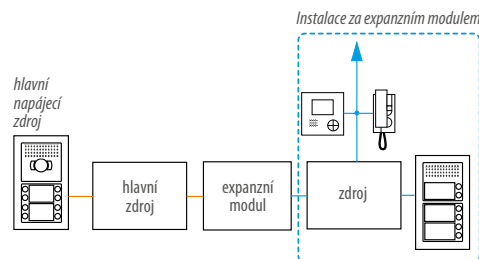 Instalace za expanzním modulem
hlavní
napájecí
zdroj
hlavní
zdroj
expanzní
modul
zdroj